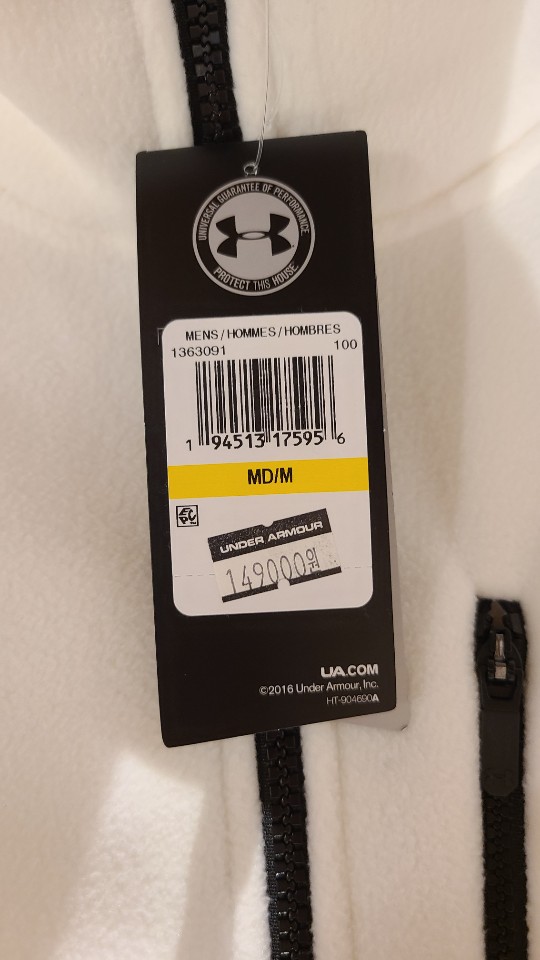 UNIVERSAL GUARANTEE OF PERFORMANCE
PROTECT THIS HOUSE.
MENS / HOMMES / HOMBRES
1363091 100
1 94513 17595 6
MD/M
UNDER ARMOUR
149000원
UA.COM
©2016 Under Armour, Inc.
HT-904690A